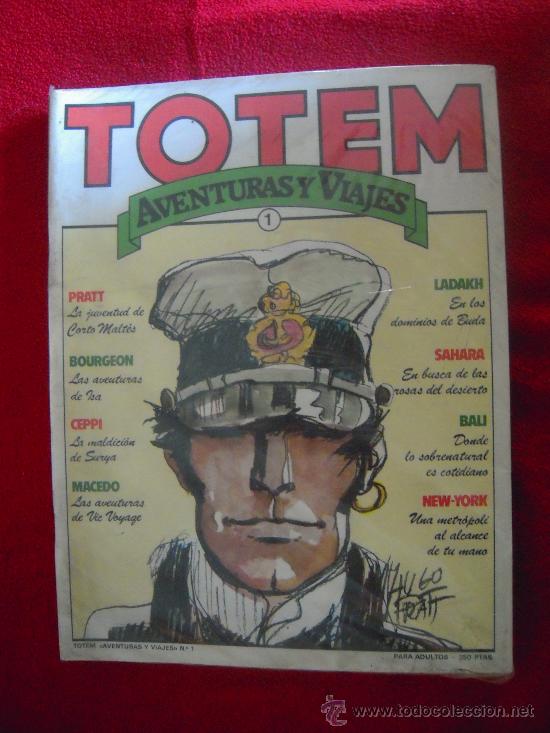 TOTEM
AVENTURAS Y VIAJES
1
PRATT
La juventud de
Corto Maltés
BOURGEON
Las aventuras
de Isa
CEPPI
La maldición
de Surya
MACEDO
Las aventuras
de Vic Voyage
LADAKH
En los
dominios de Buda
SAHARA
En busca de las
rosas del desierto
BALI
Donde
lo sobrenatural
es cotidiano
NEW-YORK
Una metrópoli
al alcance
de tu mano
HUGO
PRATT
TOTEM «AVENTURAS Y VIAJES» N.º 1
PARA ADULTOS - 350 PTAS.
todocoleccion
www.todocoleccion.net